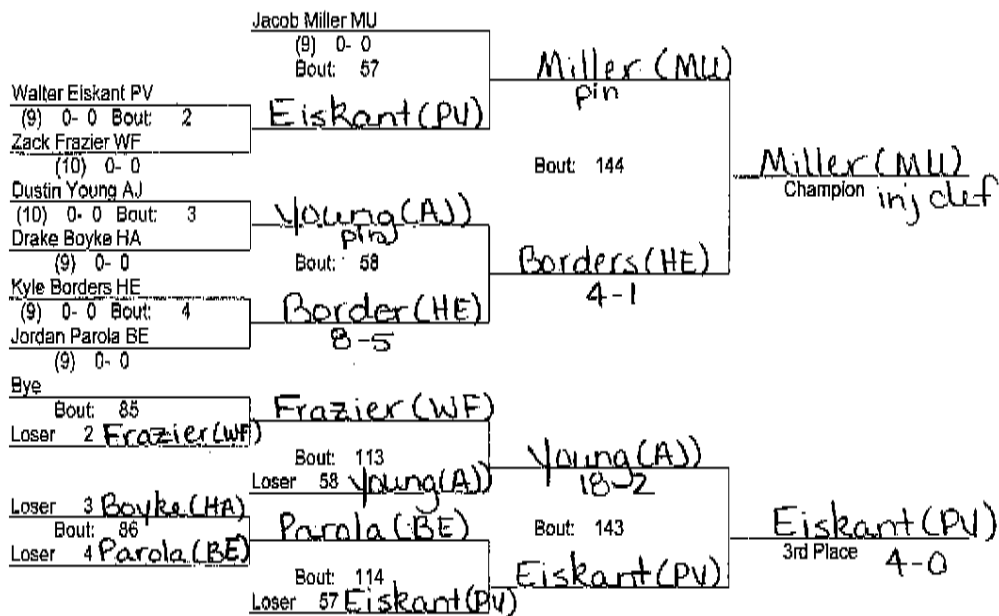 Jacob Miller MU
(9) 0- 0
Bout: 57
Miller (MU)
pin
Walter Eiskant PV
(9) 0- 0 Bout: 2
Eiskant (PV)
Zack Frazier WF
(10) 0- 0
Bout: 144
Miller (MU)
Champion inj def
Dustin Young AJ
(10) 0- 0 Bout: 3
Young (AJ)
pin
Drake Boyke HA
(9) 0- 0
Bout: 58
Borders (HE)
4-1
Kyle Borders HE
(9) 0- 0 Bout: 4
Border (HE)
8-5
Jordan Parola BE
(9) 0- 0
Bye
Bout: 85
Frazier (WF)
Loser 2 Frazier (WF)
Bout: 113
Young (AJ)
18-2
Loser 58 Young (AJ)
Loser 3 Boyke (HA)
Bout: 86
Parola (BE)
Bout: 143
Eiskant (PV)
3rd Place 4-0
Loser 4 Parola (BE)
Bout: 114
Eiskant (PV)
Loser 57 Eiskant (PV)